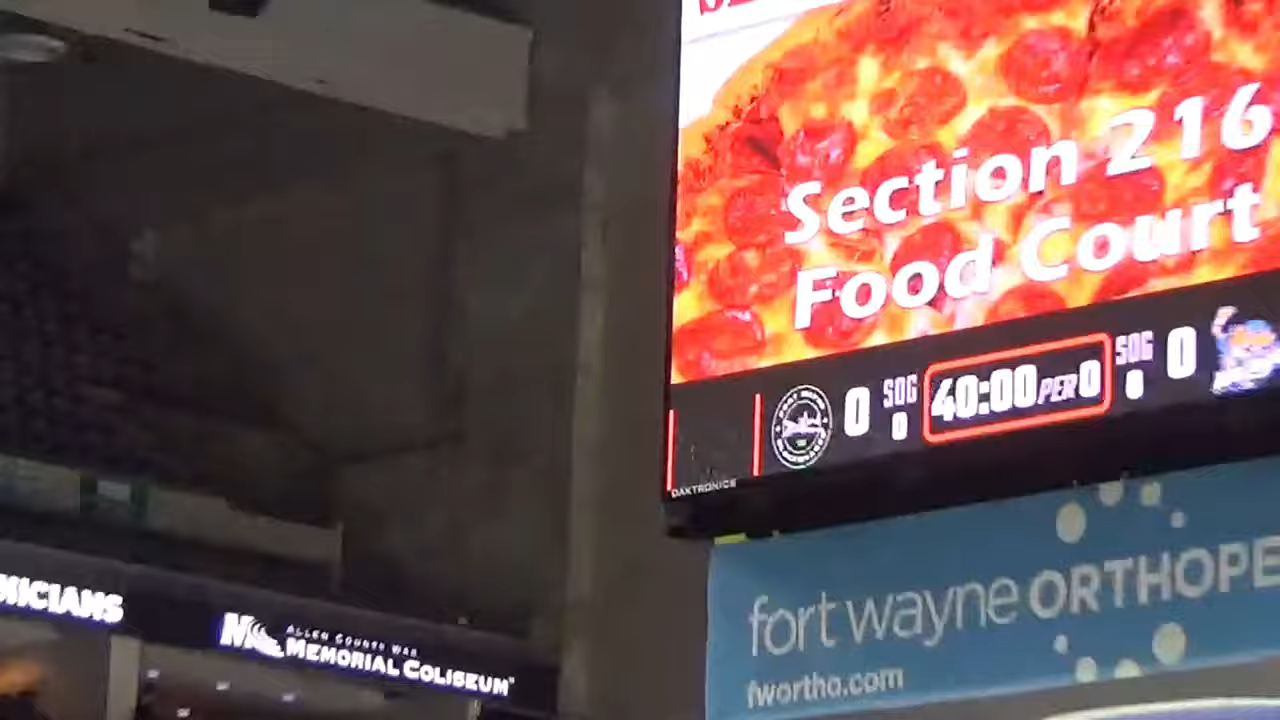 Section 216
Food Court
0 SOG 0 40:00 PER 0 SOG 0 0
DAKTRONICS
fort wayne ORTHOPE
fwortho.com
ALLEN COUNTY WAR
MEMORIAL COLISEUM